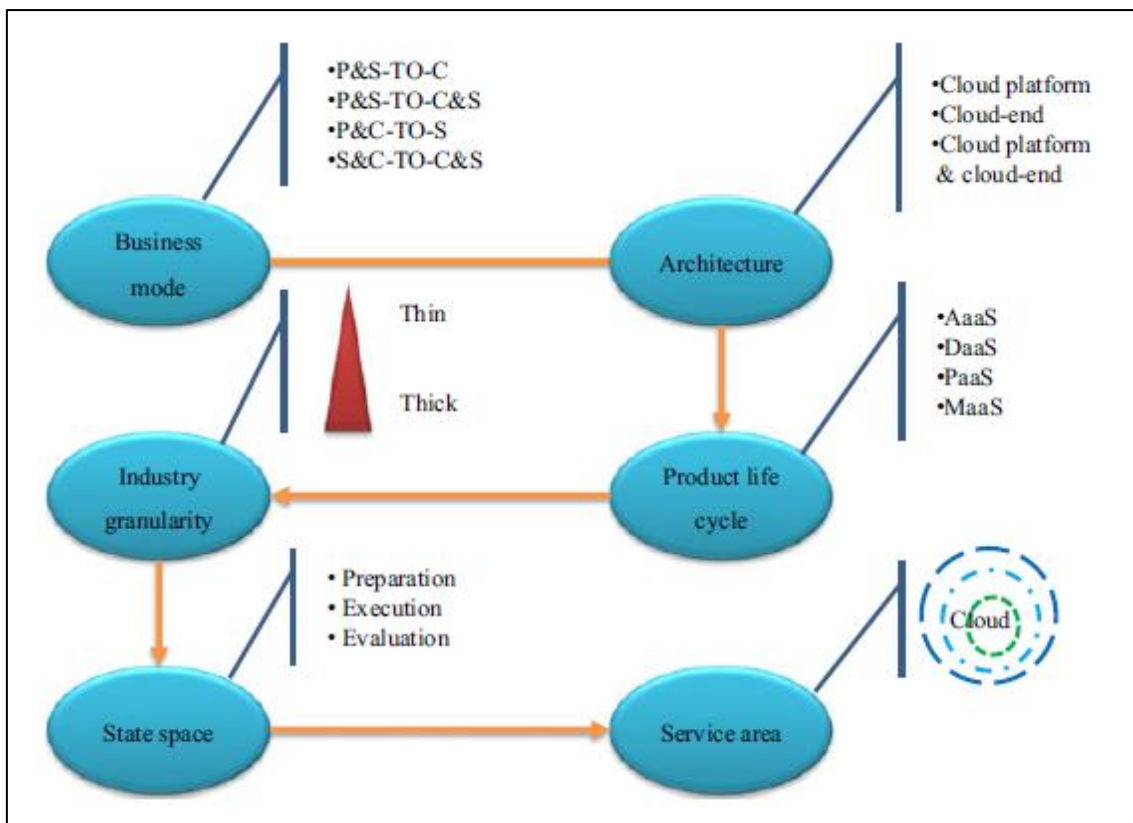 •P&S-TO-C
•P&S-TO-C&S
•P&C-TO-S
•S&C-TO-C&S
•Cloud platform
•Cloud-end
•Cloud platform
& cloud-end
Business
mode
Architecture
Thin
Thick
•AaaS
•DaaS
•PaaS
•MaaS
Industry
granularity
Product life
cycle
• Preparation
• Execution
• Evaluation
Cloud
State space
Service area